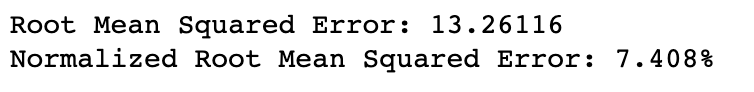 Root Mean Squared Error: 13.26116
Normalized Root Mean Squared Error: 7.408%